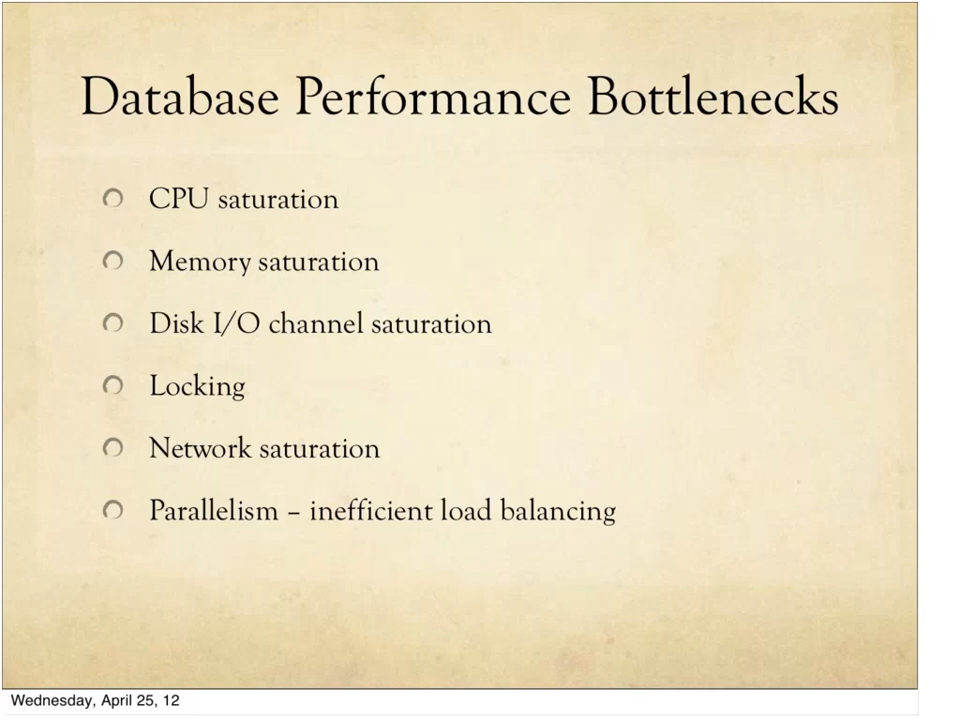 Database Performance Bottlenecks
CPU saturation
Memory saturation
Disk I/O channel saturation
Locking
Network saturation
Parallelism – inefficient load balancing
Wednesday, April 25, 12